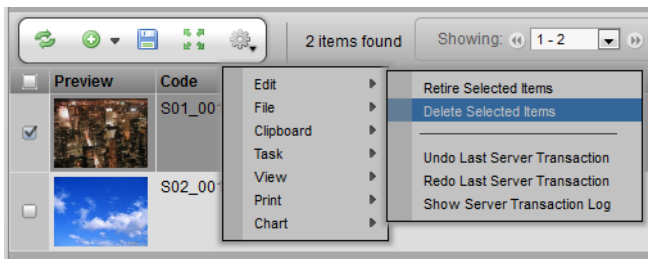 2 items found
Showing: 1 - 2
Preview Code
S01_001
S02_001
Edit
File
Clipboard
Task
View
Print
Chart
Retire Selected Items
Delete Selected Items
Undo Last Server Transaction
Redo Last Server Transaction
Show Server Transaction Log